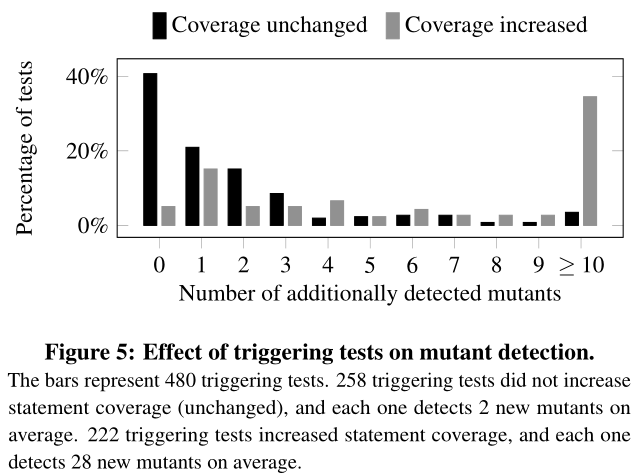 Coverage unchanged Coverage increased
Percentage of tests
40%
20%
0%
0 1 2 3 4 5 6 7 8 9 ≥ 10
Number of additionally detected mutants
Figure 5: Effect of triggering tests on mutant detection.
The bars represent 480 triggering tests. 258 triggering tests did not increase
statement coverage (unchanged), and each one detects 2 new mutants on
average. 222 triggering tests increased statement coverage, and each one
detects 28 new mutants on average.